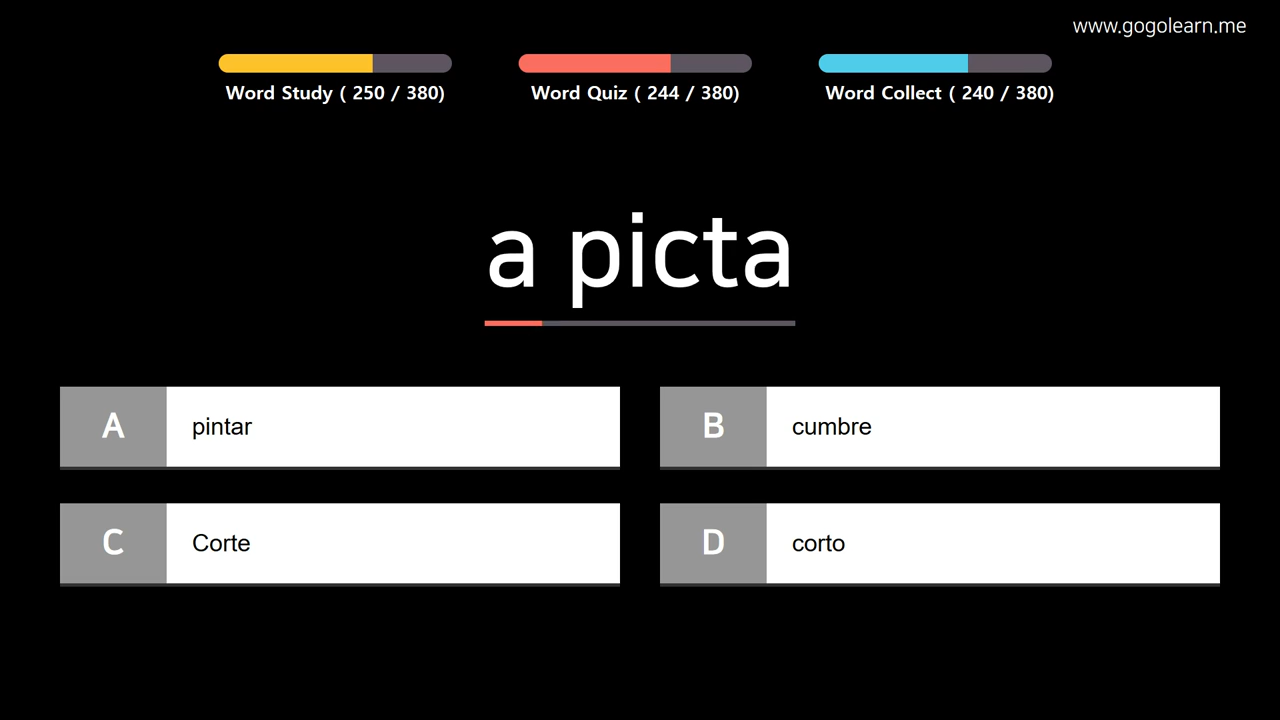 www.gogolearn.me
Word Study ( 250 / 380)
Word Quiz ( 244 / 380)
Word Collect ( 240 / 380)
a picta
A pintar
B cumbre
C Corte
D corto